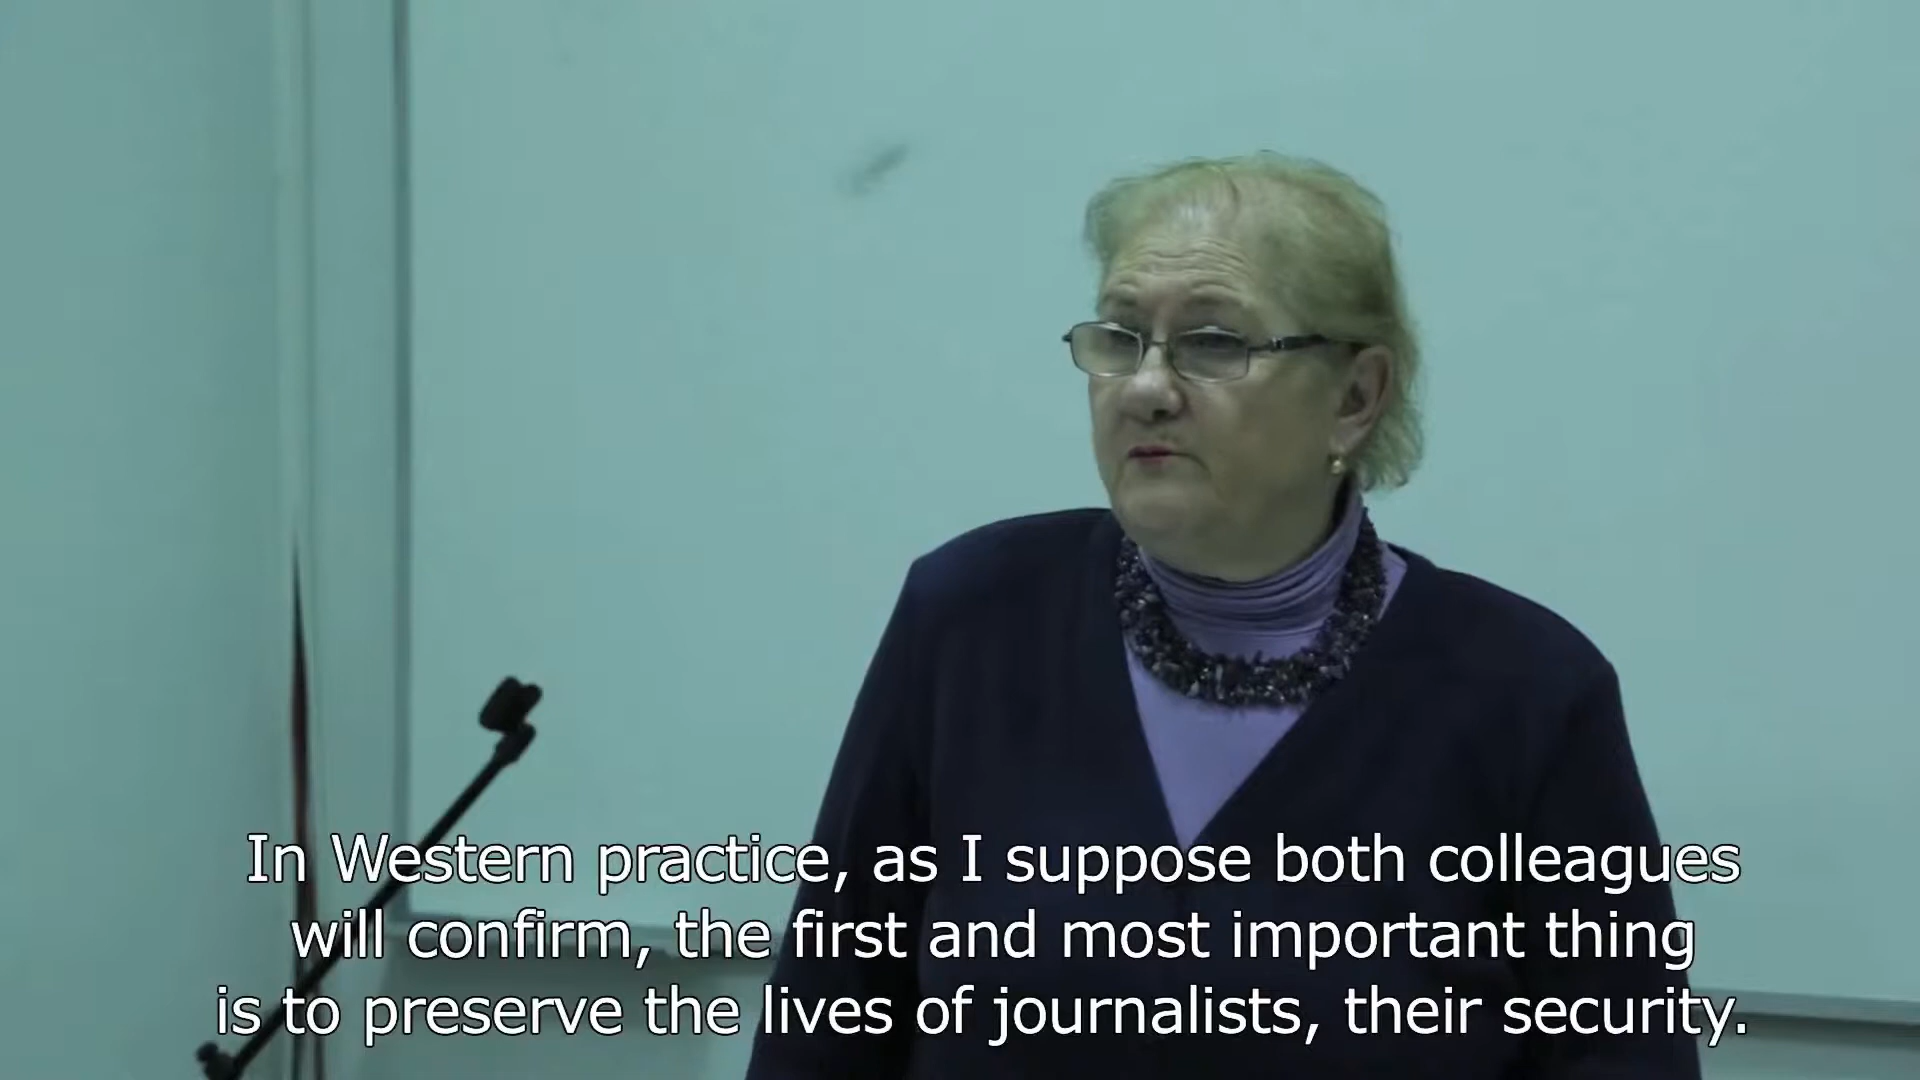 In Western practice, as I suppose both colleagues
will confirm, the first and most important thing
is to preserve the lives of journalists, their security.